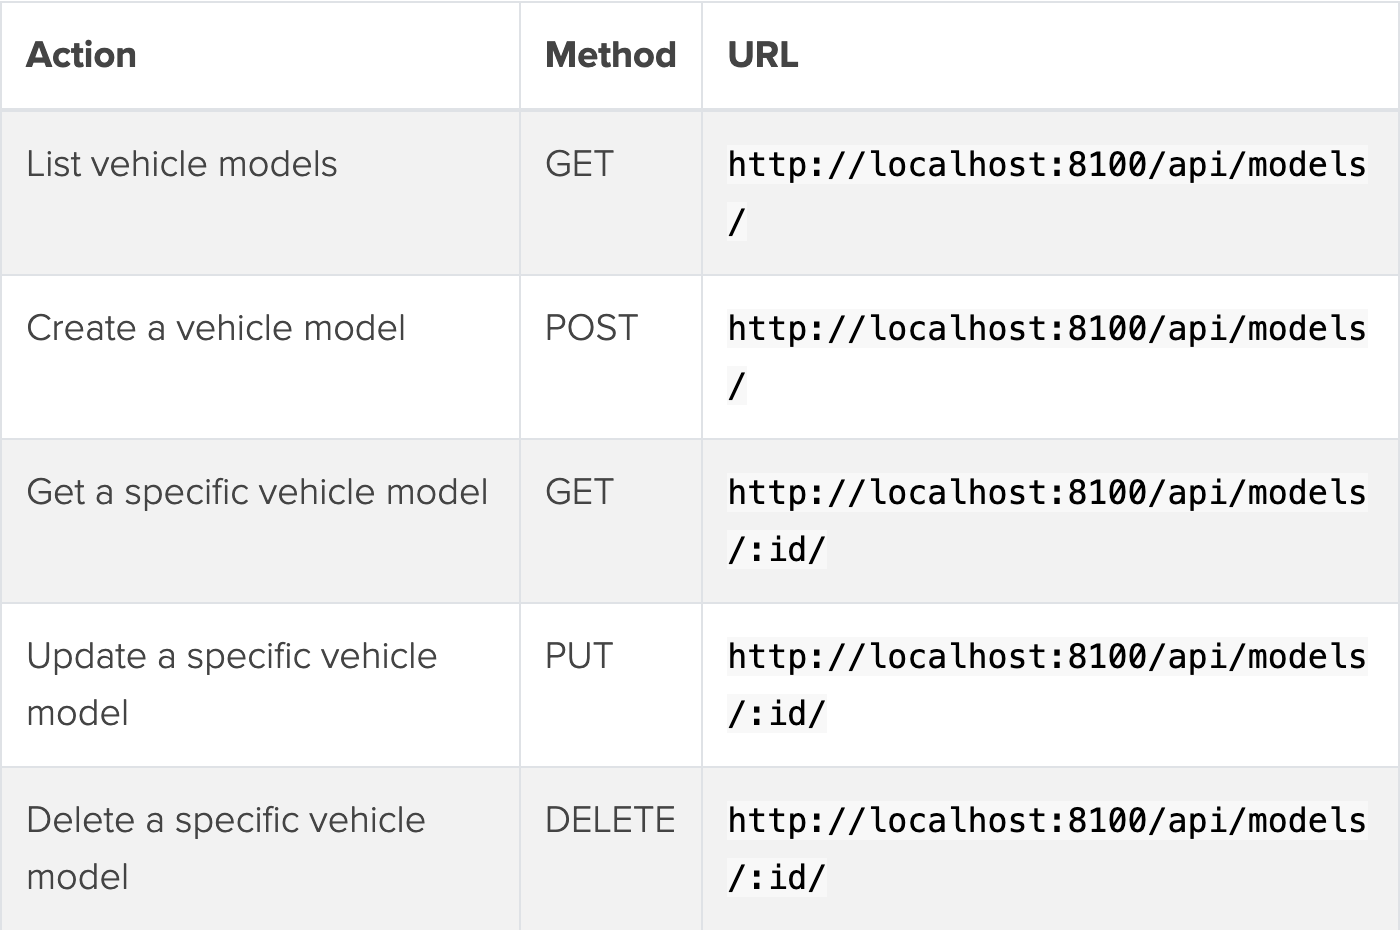 Action Method URL
List vehicle models GET http://localhost:8100/api/models
/
Create a vehicle model POST http://localhost:8100/api/models
/
Get a specific vehicle model GET http://localhost:8100/api/models
/:id/
Update a specific vehicle PUT http://localhost:8100/api/models
model /:id/
Delete a specific vehicle DELETE http://localhost:8100/api/models
model /:id/